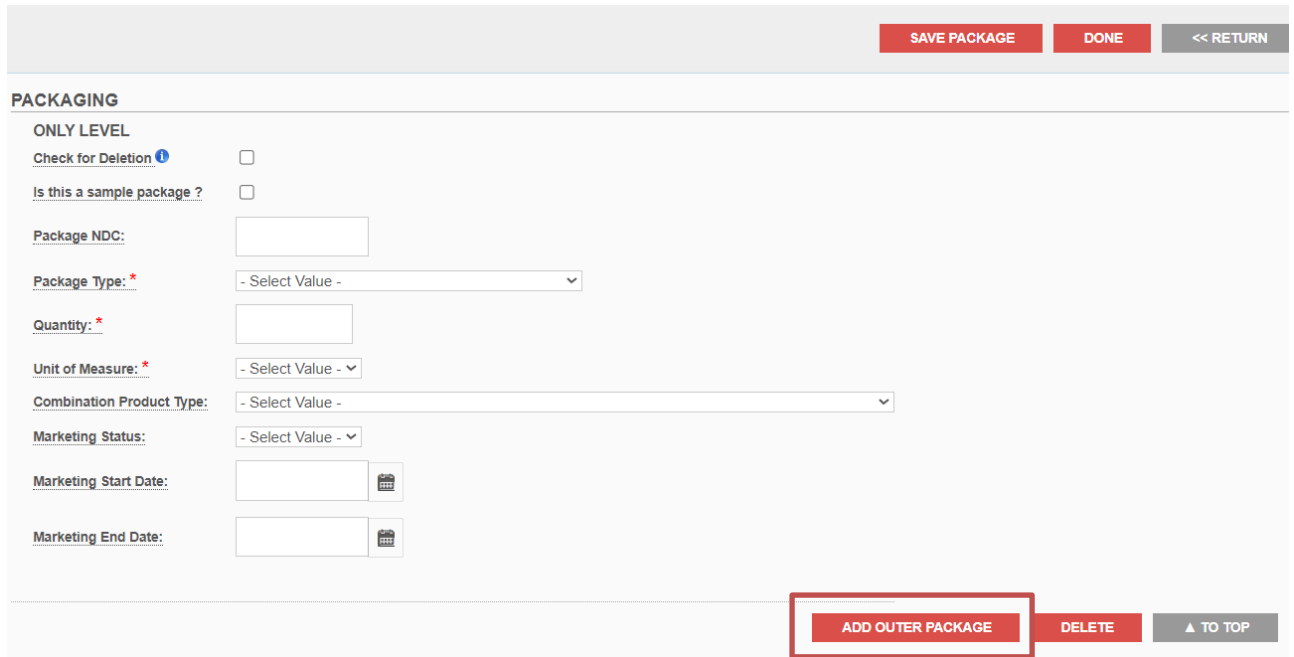 SAVE PACKAGE DONE << RETURN
PACKAGING
ONLY LEVEL
Check for Deletion i
Is this a sample package ?
Package NDC:
Package Type: * - Select Value -
Quantity: *
Unit of Measure: * - Select Value -
Combination Product Type: - Select Value -
Marketing Status: - Select Value -
Marketing Start Date:
Marketing End Date:
ADD OUTER PACKAGE DELETE ▲ TO TOP